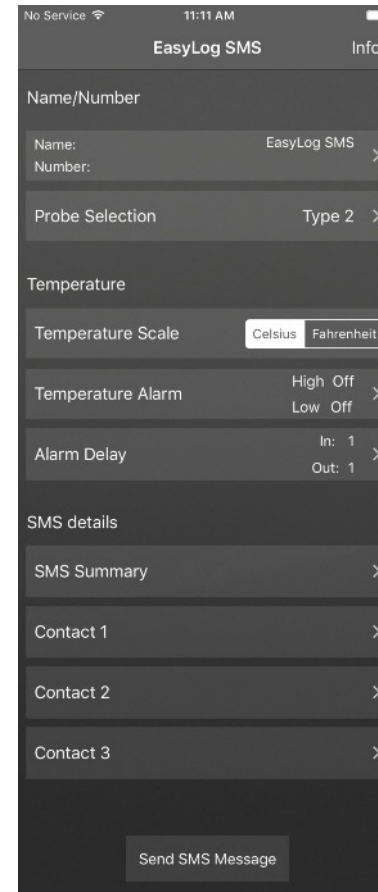 No Service 11:11 AM
EasyLog SMS Info
Name/Number
Name: EasyLog SMS
Number:
Probe Selection Type 2
Temperature
Temperature Scale Celsius Fahrenheit
Temperature Alarm High Off
Low Off
Alarm Delay In: 1
Out: 1
SMS details
SMS Summary
Contact 1
Contact 2
Contact 3
Send SMS Message